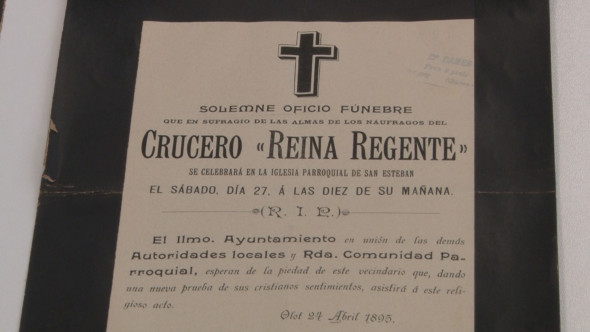 SOLEMNE OFICIO FÚNEBRE
QUE EN SUFRAGIO DE LAS ALMAS DE LOS NÁUFRAGOS DEL
CRUCERO «REINA REGENTE»
SE CELEBRARÁ EN LA IGLESIA PARROQUIAL DE SAN ESTEBAN
EL SÁBADO, DÍA 27, Á LAS DIEZ DE SU MAÑANA.
(R. I. P.)
El Ilmo. Ayuntamiento en unión de las demás
Autoridades locales y Rda. Comunidad Pa-
rroquial, esperan de la piedad de este vecindario que, dando
una nueva prueba de sus cristianos sentimientos, asistirá á este reli-
gioso acto.
Olot 24 Abril 1895.